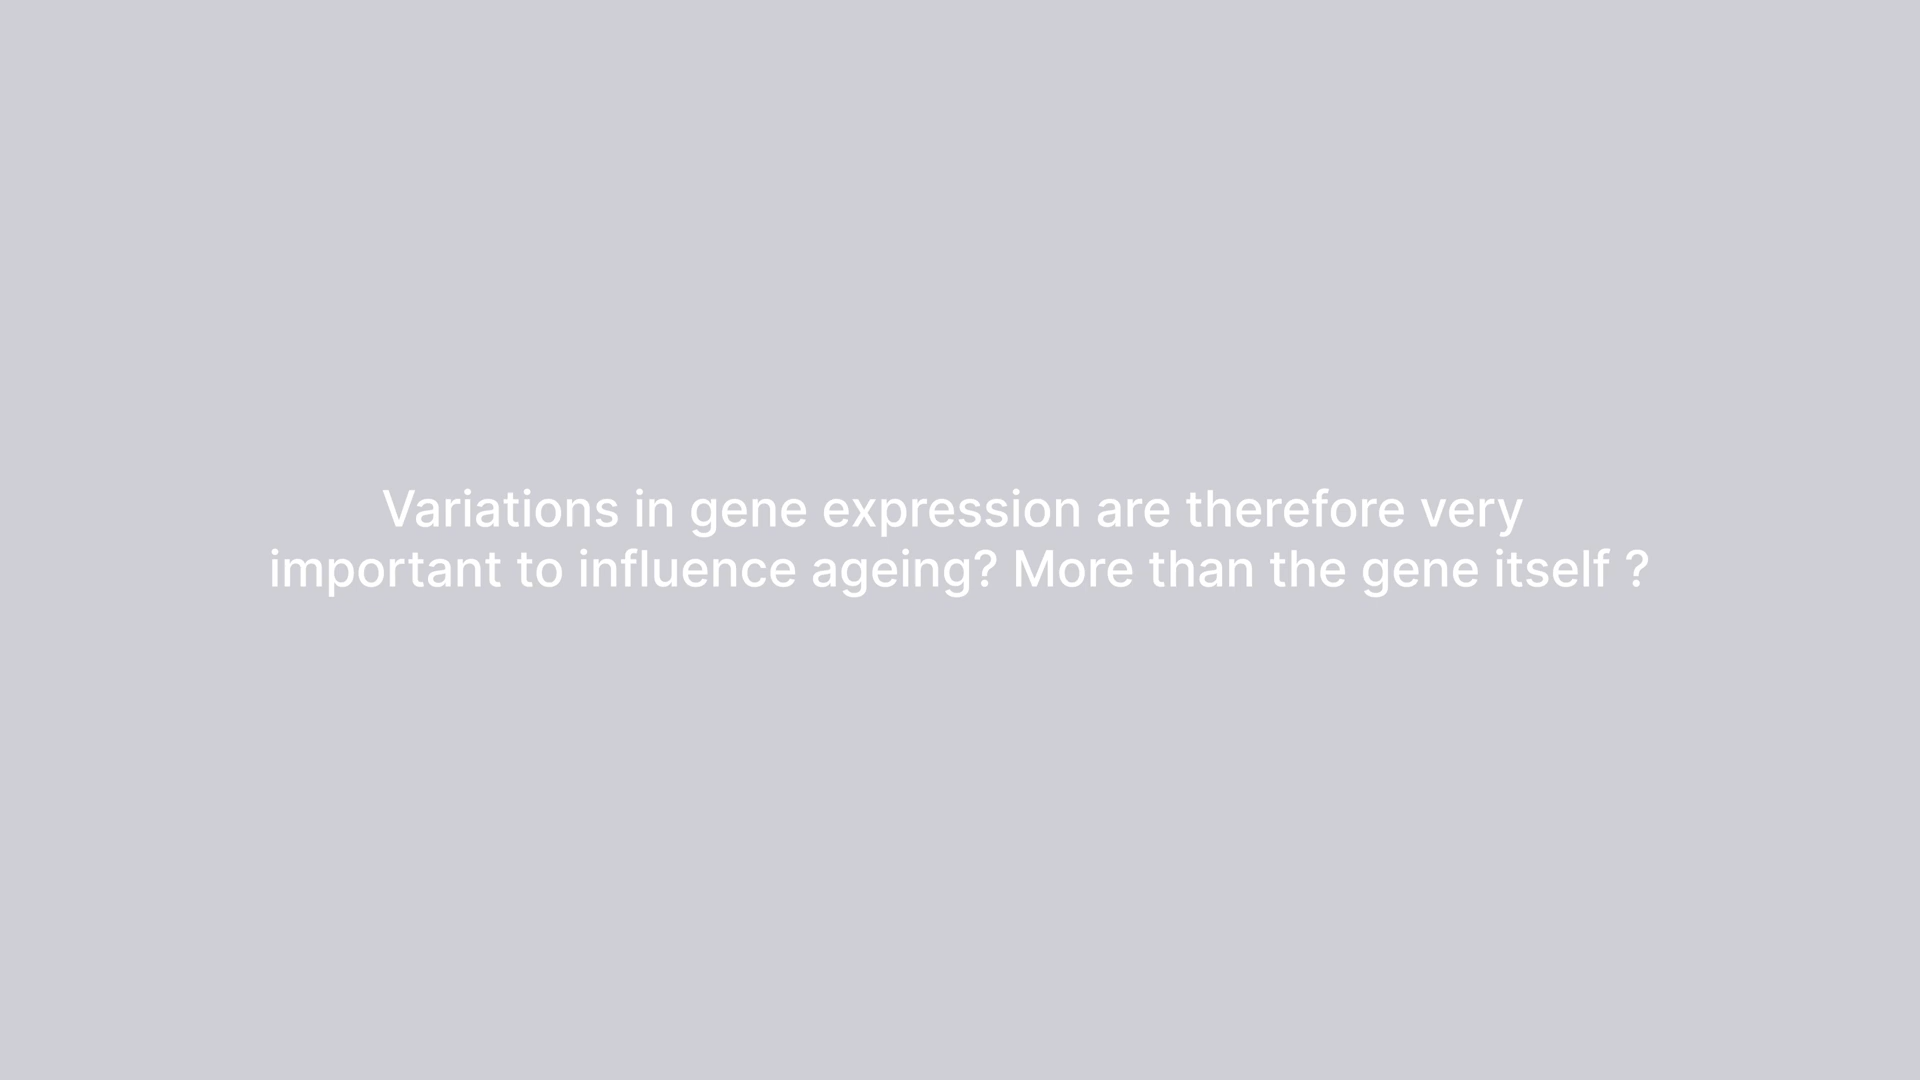 Variations in gene expression are therefore very
important to influence ageing? More than the gene itself ?